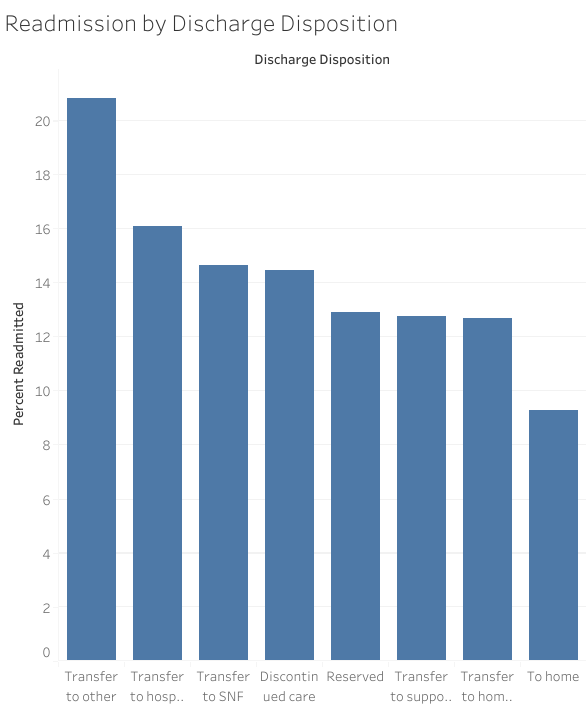 Readmission by Discharge Disposition
Discharge Disposition
Percent Readmitted
20
18
16
14
12
10
8
6
4
2
0
Transfer to other
Transfer to hosp..
Transfer to SNF
Discontin ued care
Reserved
Transfer to suppo..
Transfer to hom..
To home